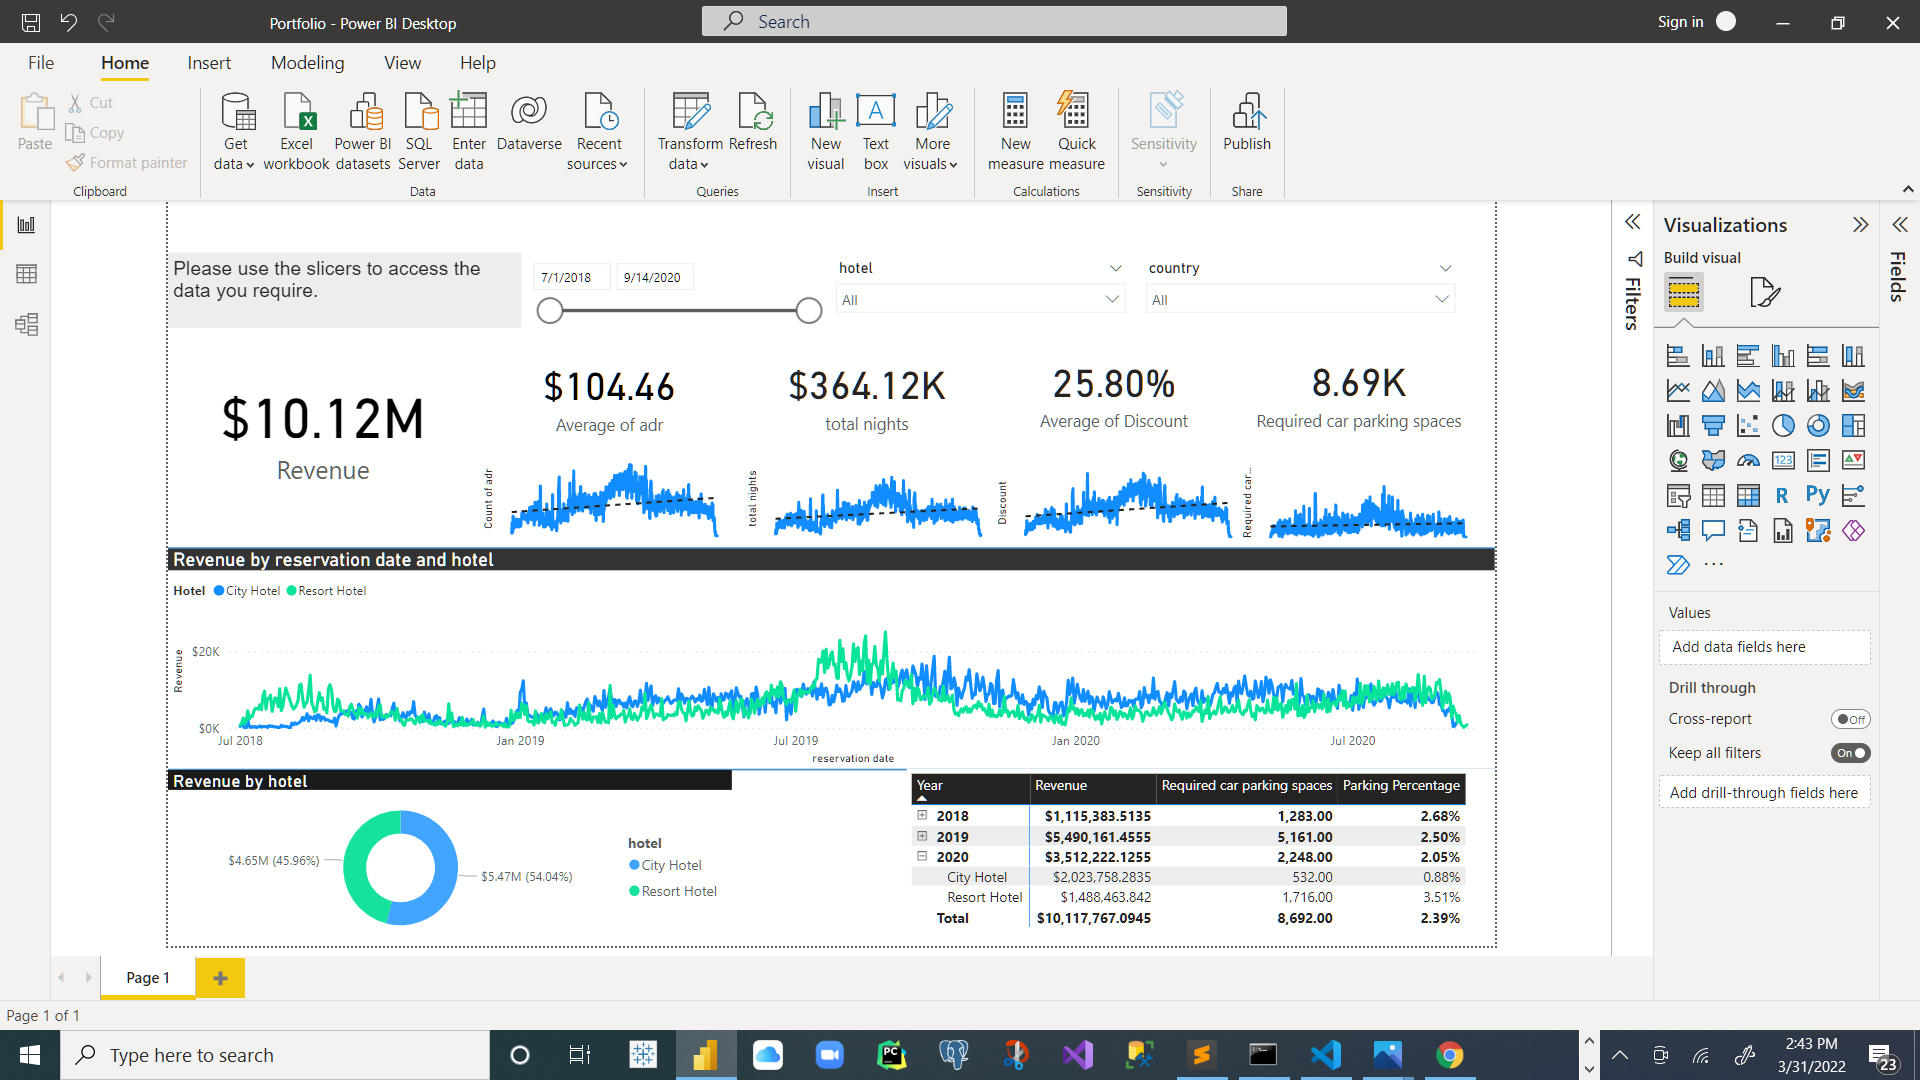 Portfolio - Power BI Desktop
Search
Sign in
File Home Insert Modeling View Help
Paste
Cut
Copy
Format painter
Clipboard
Get data
Excel workbook
Power BI datasets
SQL Server
Enter data
Dataverse
Recent sources
Data
Transform data
Refresh
Queries
New visual
Text box
More visuals
Insert
New measure
Quick measure
Calculations
Sensitivity
Sensitivity
Publish
Share
Please use the slicers to access the
data you require.
7/1/2018 9/14/2020
hotel
All
country
All
$10.12M
Revenue
$104.46
Average of adr
$364.12K
total nights
25.80%
Average of Discount
8.69K
Required car parking spaces
Count of adr
total nights
Discount
Required car...
Revenue by reservation date and hotel
Hotel City Hotel Resort Hotel
Revenue
$20K
$0K
Jul 2018 Jan 2019 Jul 2019 Jan 2020 Jul 2020
reservation date
Revenue by hotel
$4.65M (45.96%)
$5.47M (54.04%)
hotel
City Hotel
Resort Hotel
Year Revenue Required car parking spaces Parking Percentage
2018 $1,115,383.5135 1,283.00 2.68%
2019 $5,490,161.4555 5,161.00 2.50%
2020 $3,512,222.1255 2,248.00 2.05%
City Hotel $2,023,758.2835 532.00 0.88%
Resort Hotel $1,488,463.842 1,716.00 3.51%
Total $10,117,767.0945 8,692.00 2.39%
Filters
Visualizations
Build visual
123
R
Py
...
Values
Add data fields here
Drill through
Cross-report Off
Keep all filters On
Add drill-through fields here
Fields
Page 1
Page 1 of 1
Type here to search
PC
2:43 PM
3/31/2022
23